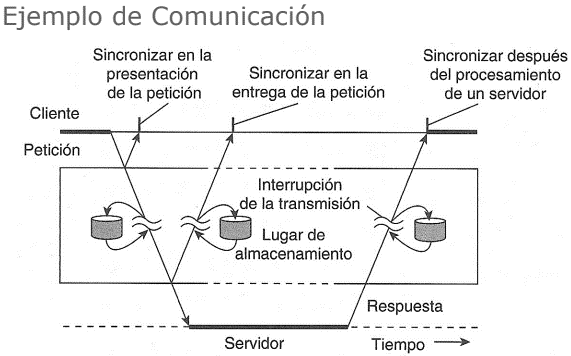 Ejemplo de Comunicación
Sincronizar en la
presentación
de la petición
Sincronizar en la
entrega de la petición
Sincronizar después
del procesamiento
de un servidor
Cliente
Petición
Interrupción
de la transmisión
Lugar de
almacenamiento
Respuesta
Servidor
Tiempo